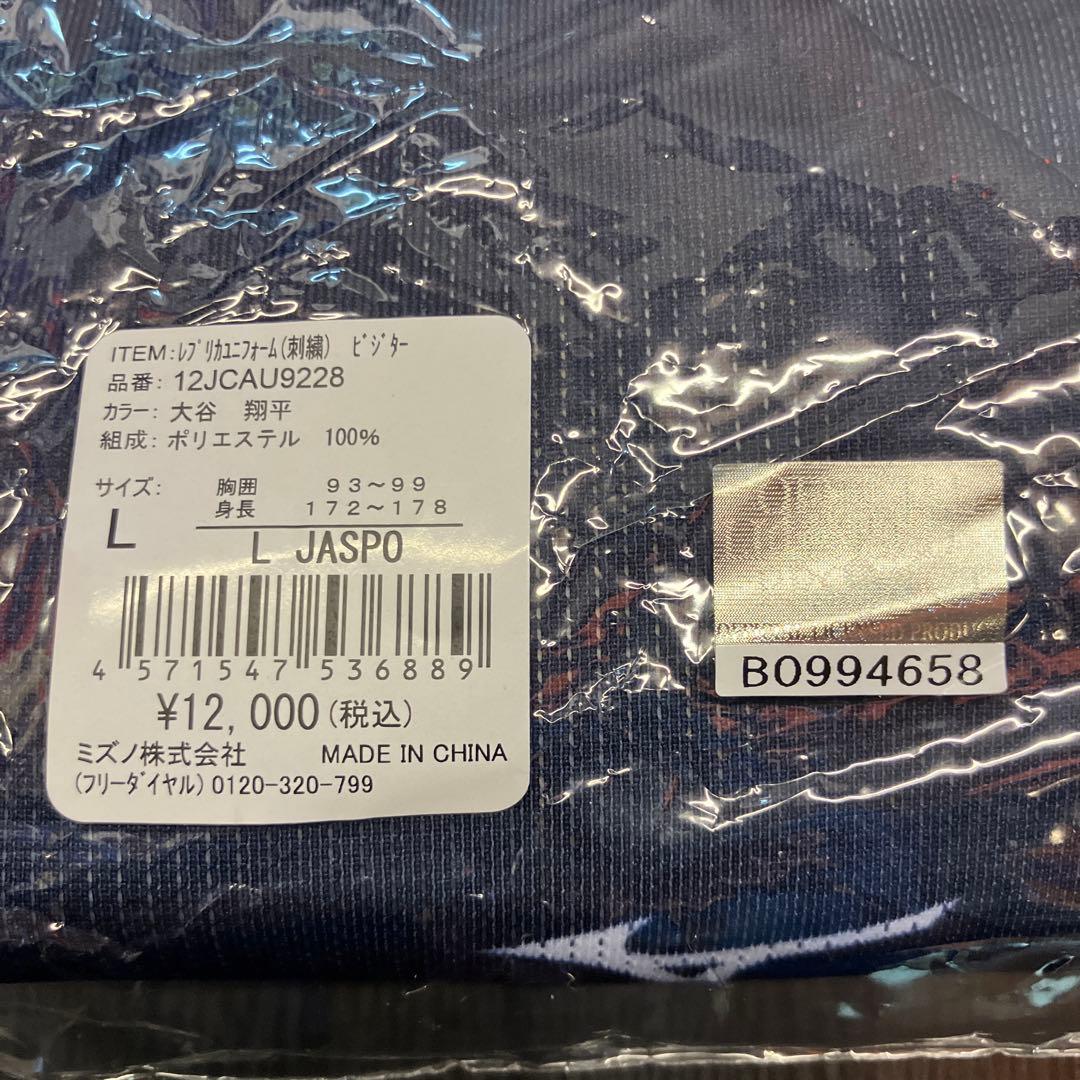 ITEM:レプリカユニフォーム(刺繍) ビジター
品番: 12JCAU9228
カラー: 大谷 翔平
組成: ポリエステル 100%
サイズ: 胸囲 93~99
身長 172~178
L
L JASPO
4 571547 536889
¥12,000(税込)
ミズノ株式会社 MADE IN CHINA
(フリーダイヤル) 0120-320-799
B0994658